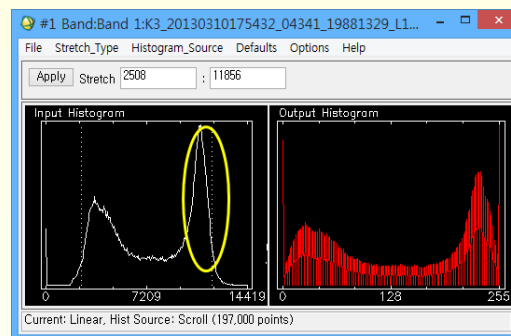 #1 Band:Band 1:K3_20130310175432_04341_19881329_L1...
File Stretch_Type Histogram_Source Defaults Options Help
Apply Stretch 2508 : 11856
Input Histogram
Output Histogram
0 7209 14419
0 128 255
Current: Linear, Hist Source: Scroll (197,000 points)